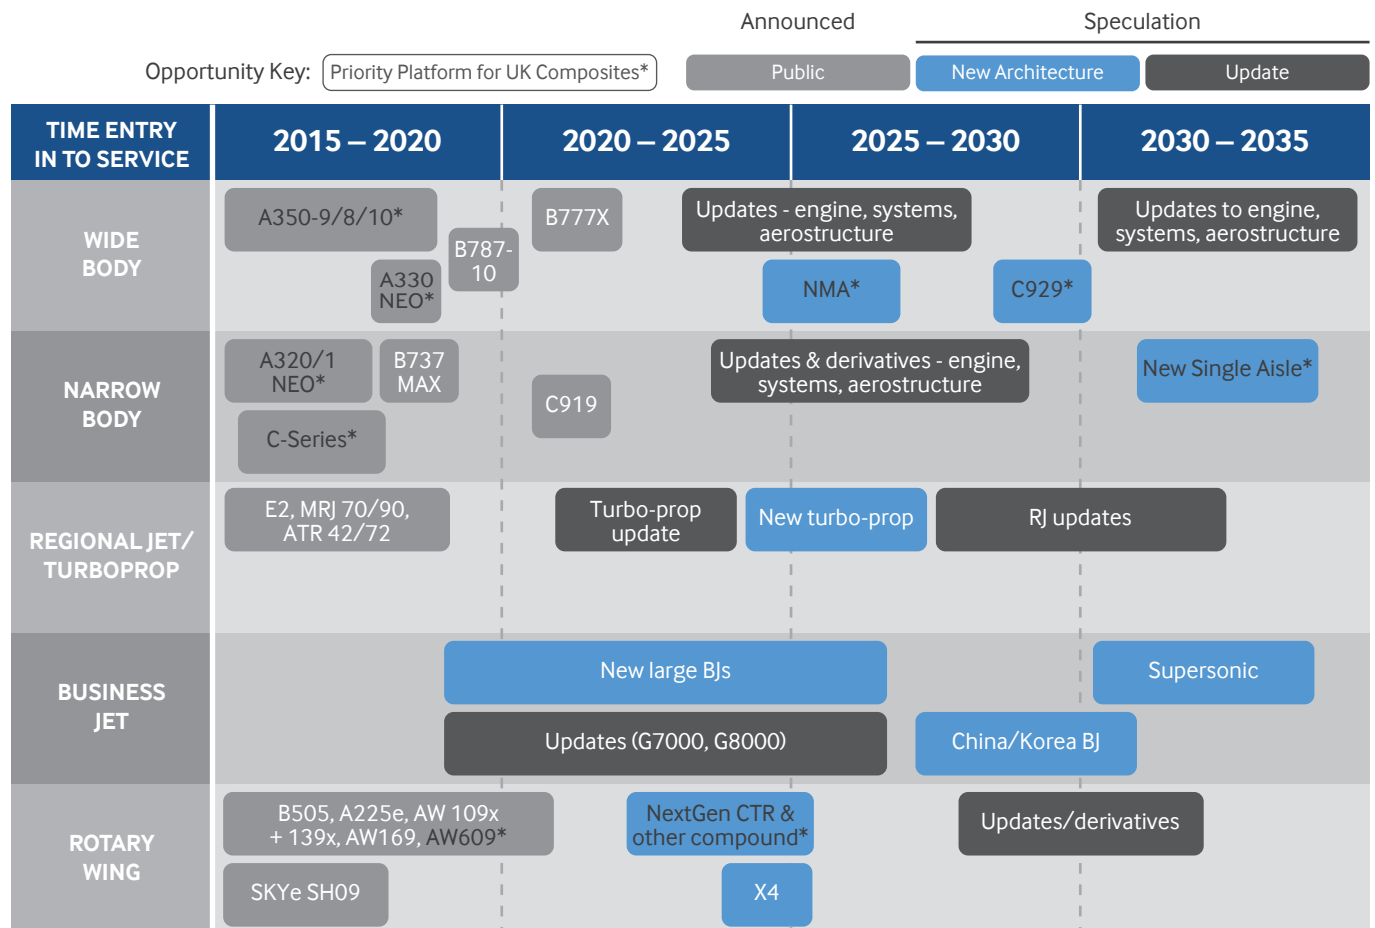 Announced
Speculation
Opportunity Key:
Priority Platform for UK Composites*
Public
New Architecture
Update
TIME ENTRY
IN TO SERVICE
2015 – 2020
2020 – 2025
2025 – 2030
2030 – 2035
WIDE
BODY
A350-9/8/10*
A330
NEO*
B787-
10
B777X
Updates - engine, systems,
aerostructure
NMA*
C929*
Updates to engine,
systems, aerostructure
NARROW
BODY
A320/1
NEO*
B737
MAX
C-Series*
C919
Updates & derivatives - engine,
systems, aerostructure
New Single Aisle*
REGIONAL JET/
TURBOPROP
E2, MRJ 70/90,
ATR 42/72
Turbo-prop
update
New turbo-prop
RJ updates
BUSINESS
JET
New large BJs
Updates (G7000, G8000)
China/Korea BJ
Supersonic
ROTARY
WING
B505, A225e, AW 109x
+ 139x, AW169, AW609*
SKYe SH09
NextGen CTR &
other compound*
X4
Updates/derivatives